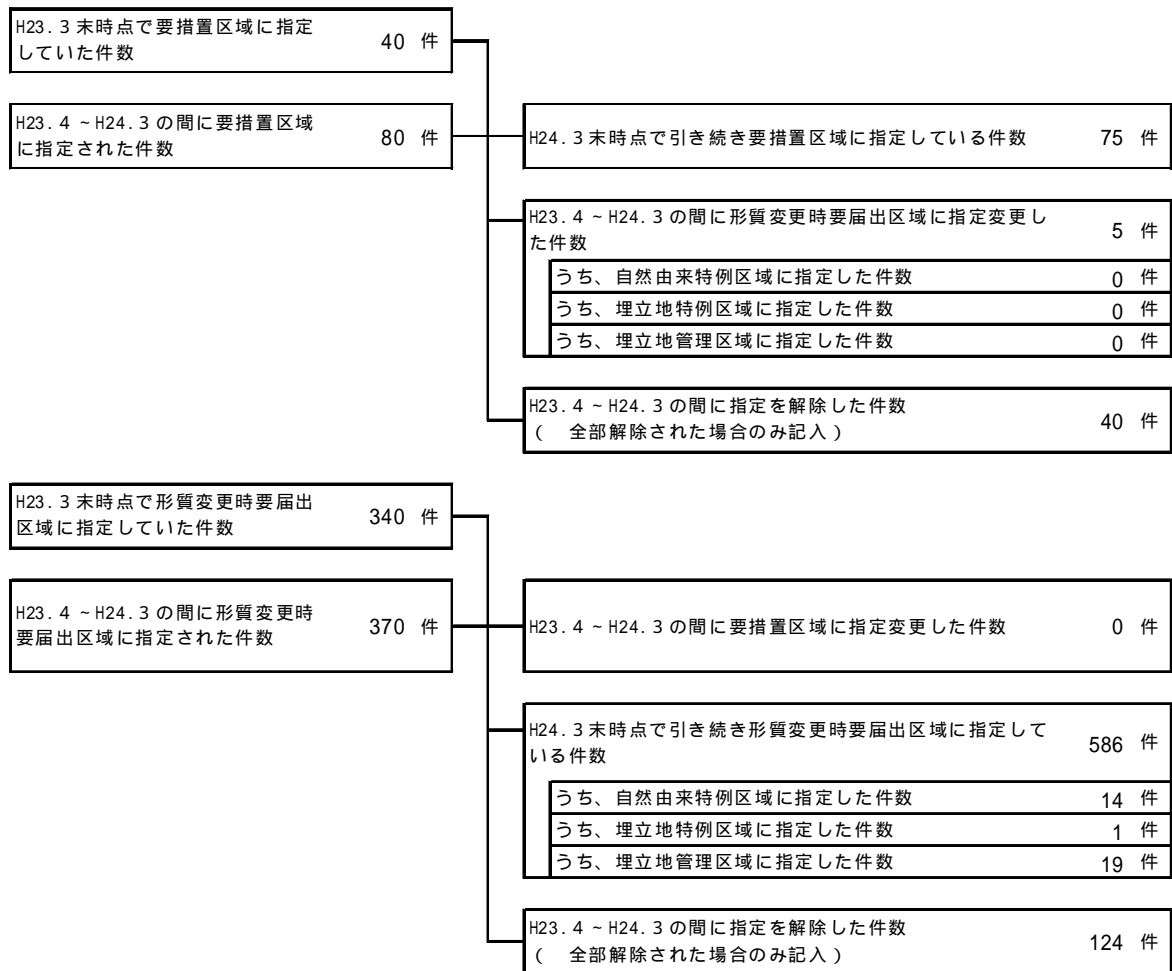 H23.3末時点で要措置区域に指定
していた件数 40 件
H23.4~H24.3の間に要措置区域
に指定された件数 80 件
H24.3末時点で引き続き要措置区域に指定している件数 75 件
H23.4~H24.3の間に形質変更時要届出区域に指定変更し
た件数 5 件
うち、自然由来特例区域に指定した件数 0 件
うち、埋立地特例区域に指定した件数 0 件
うち、埋立地管理区域に指定した件数 0 件
H23.4~H24.3の間に指定を解除した件数
( 全部解除された場合のみ記入) 40 件
H23.3末時点で形質変更時要届出
区域に指定していた件数 340 件
H23.4~H24.3の間に形質変更時
要届出区域に指定された件数 370 件
H23.4~H24.3の間に要措置区域に指定変更した件数 0 件
H24.3末時点で引き続き形質変更時要届出区域に指定して
いる件数 586 件
うち、自然由来特例区域に指定した件数 14 件
うち、埋立地特例区域に指定した件数 1 件
うち、埋立地管理区域に指定した件数 19 件
H23.4~H24.3の間に指定を解除した件数
( 全部解除された場合のみ記入) 124 件